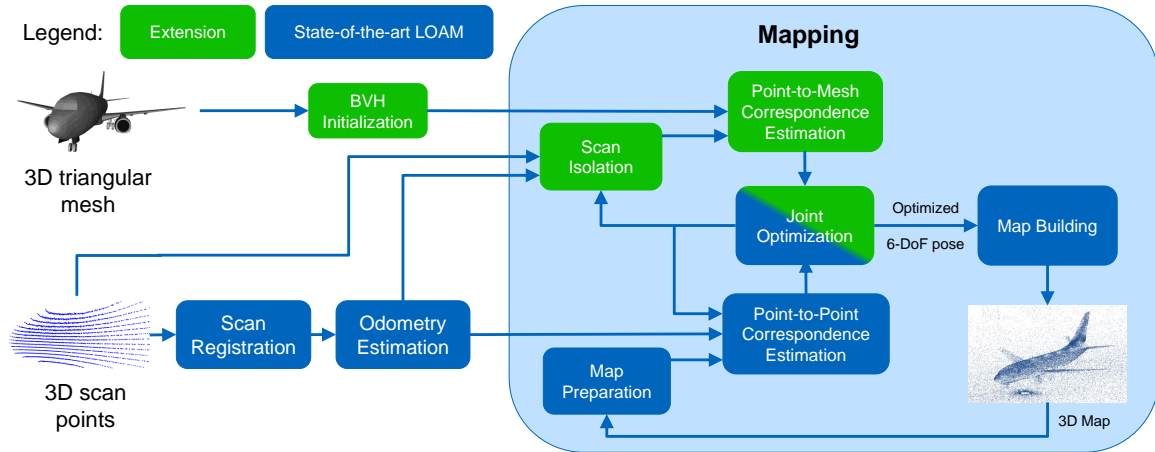 Legend:
Extension
State-of-the-art LOAM
Mapping
BVH
Initialization
Point-to-Mesh
Correspondence
Estimation
Scan
Isolation
3D triangular
mesh
Joint
Optimization
Optimized
6-DoF pose
Map Building
Scan
Registration
Odometry
Estimation
Point-to-Point
Correspondence
Estimation
Map
Preparation
3D scan
points
3D Map